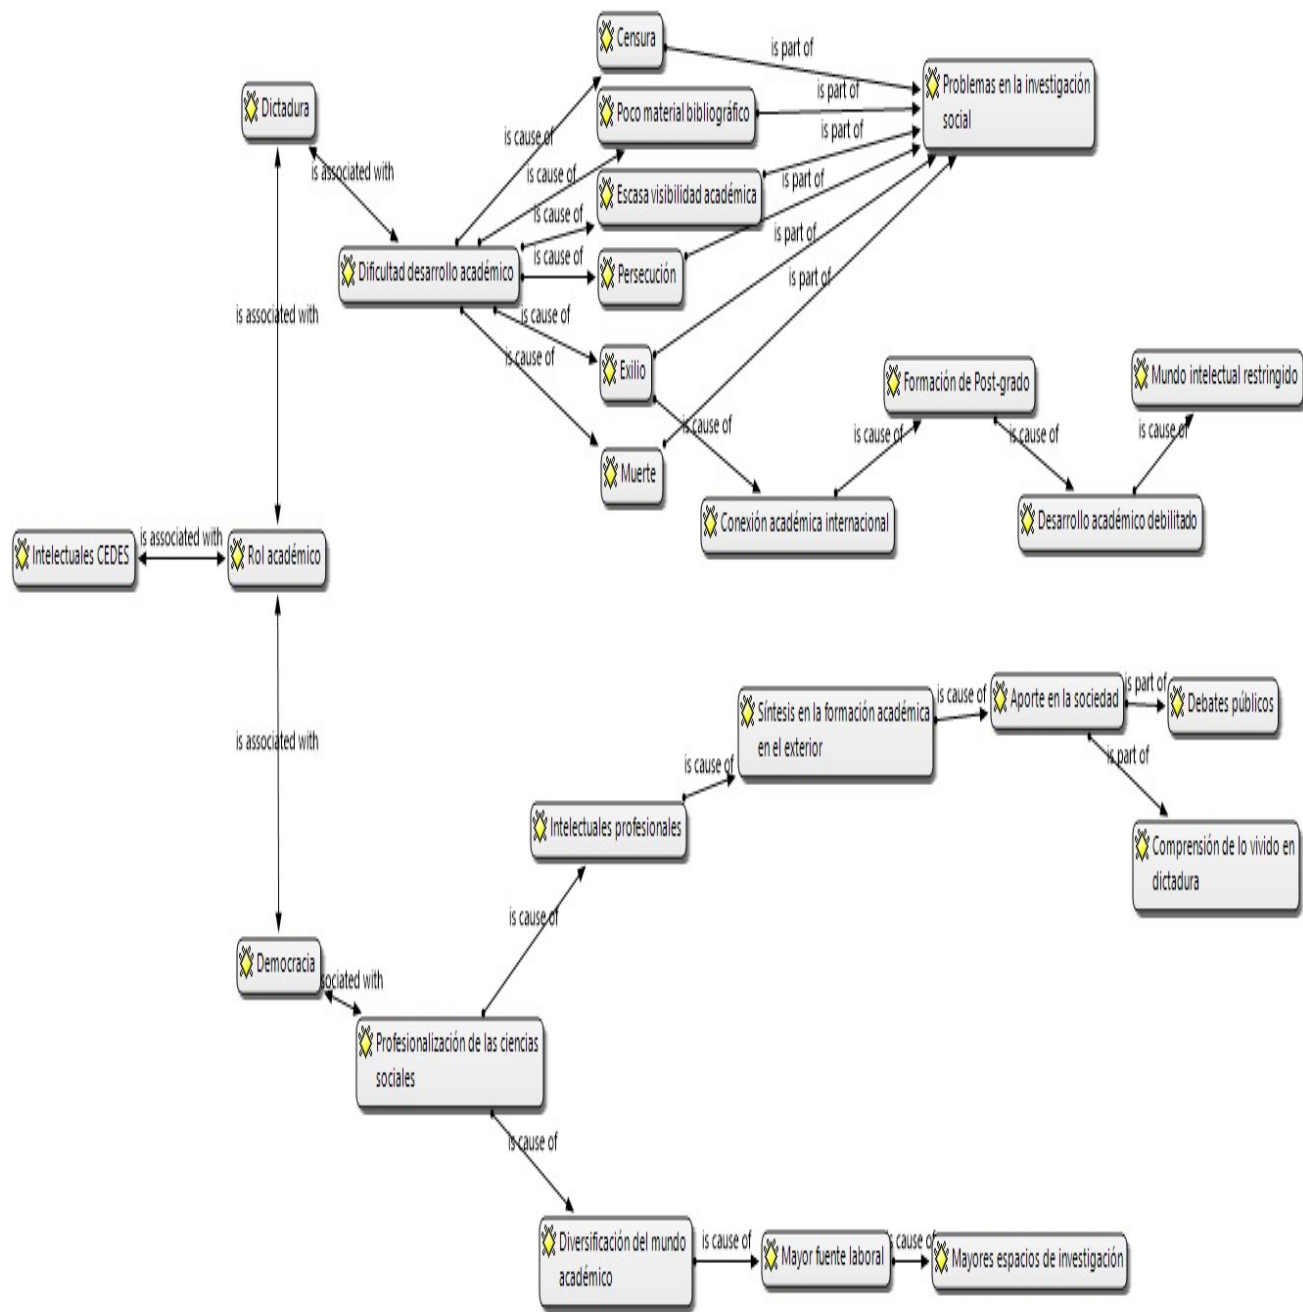 Censura
is part of
Problemas en la investigación
social
Dictadura
Poco material bibliográfico
is part of
is cause of
is part of
is associated with
is cause of
Escasa visibilidad académica
is part of
is cause of
Dificultad desarrollo académico
is cause of
Persecución
is part of
is part of
is associated with
is cause of
is cause of
Exilio
Formación de Post-grado
Mundo intelectual restringido
is cause of
is cause of
is cause of
is cause of
Muerte
Conexión académica internacional
Desarrollo académico debilitado
Intelectuales CEDES
is associated with
Rol académico
is associated with
Síntesis en la formación académica
en el exterior
is cause of
Aporte en la sociedad
is part of
Debates públicos
is cause of
is part of
Intelectuales profesionales
Comprensión de lo vivido en
dictadura
is cause of
Democracia
sociated with
Profesionalización de las ciencias
sociales
is cause of
Diversificación del mundo
académico
is cause of
Mayor fuente laboral
is cause of
Mayores espacios de investigación